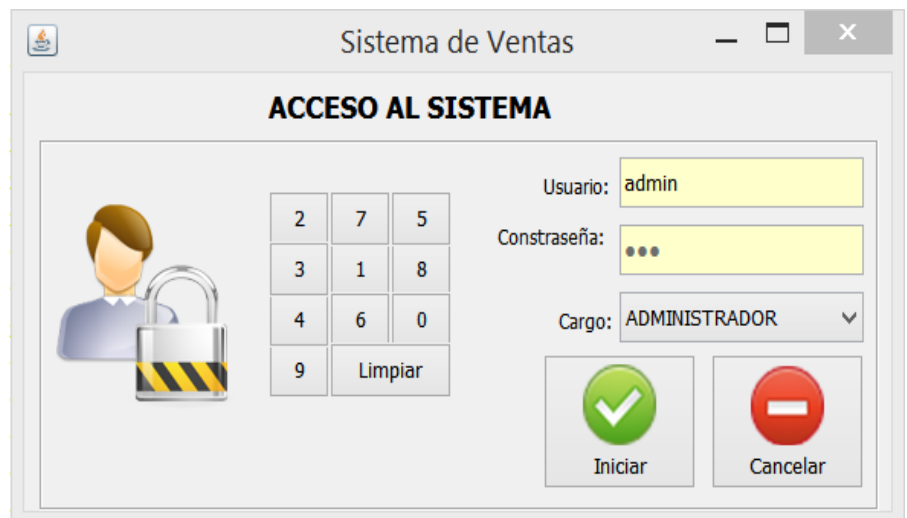 Sistema de Ventas
ACCESO AL SISTEMA
Usuario: admin
Constraseña: •••
Cargo: ADMINISTRADOR
2 7 5
3 1 8
4 6 0
9 Limpiar
Iniciar Cancelar